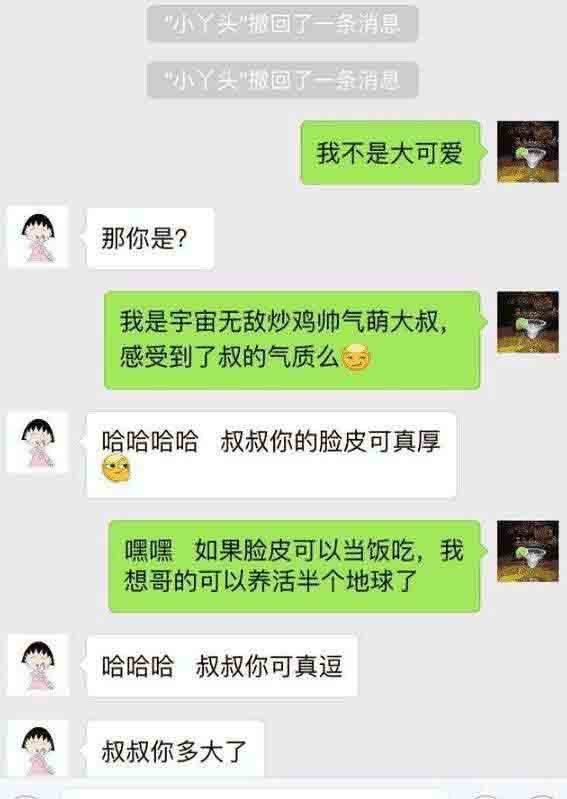 "小丫头"撤回了一条消息
"小丫头"撤回了一条消息
我不是大可爱
那你是？
我是宇宙无敌炒鸡帅气萌大叔，
感受到了叔的气质么
哈哈哈哈 叔叔你的脸皮可真厚
嘿嘿 如果脸皮可以当饭吃，我
想哥的可以养活半个地球了
哈哈哈 叔叔你可真逗
叔叔你多大了